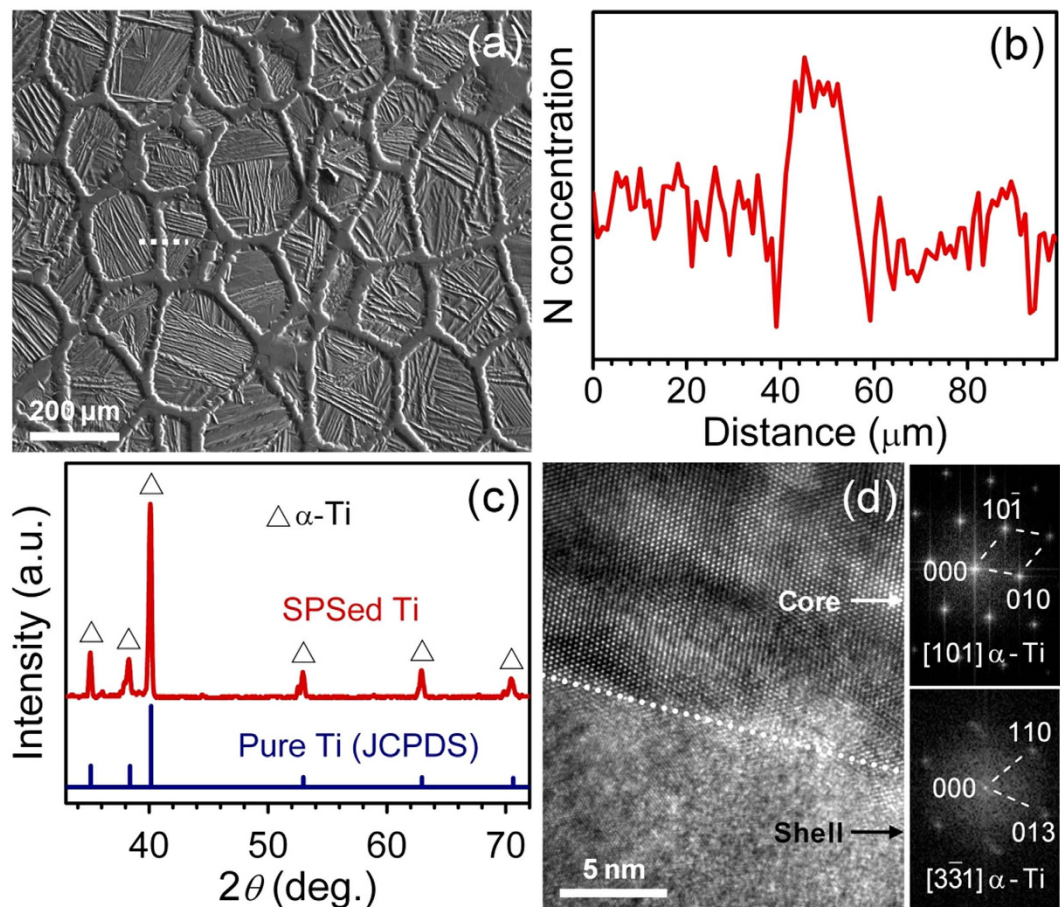 (a)
200 μm
(b)
N concentration
0 20 40 60 80
Distance (μm)
(c)
△ α-Ti
SPSed Ti
Pure Ti (JCPDS)
Intensity (a.u.)
40 50 60 70
2θ (deg.)
(d)
Core
Shell
5 nm
101̄
000
010
[101] α-Ti
110
000
013
[33̄1] α-Ti